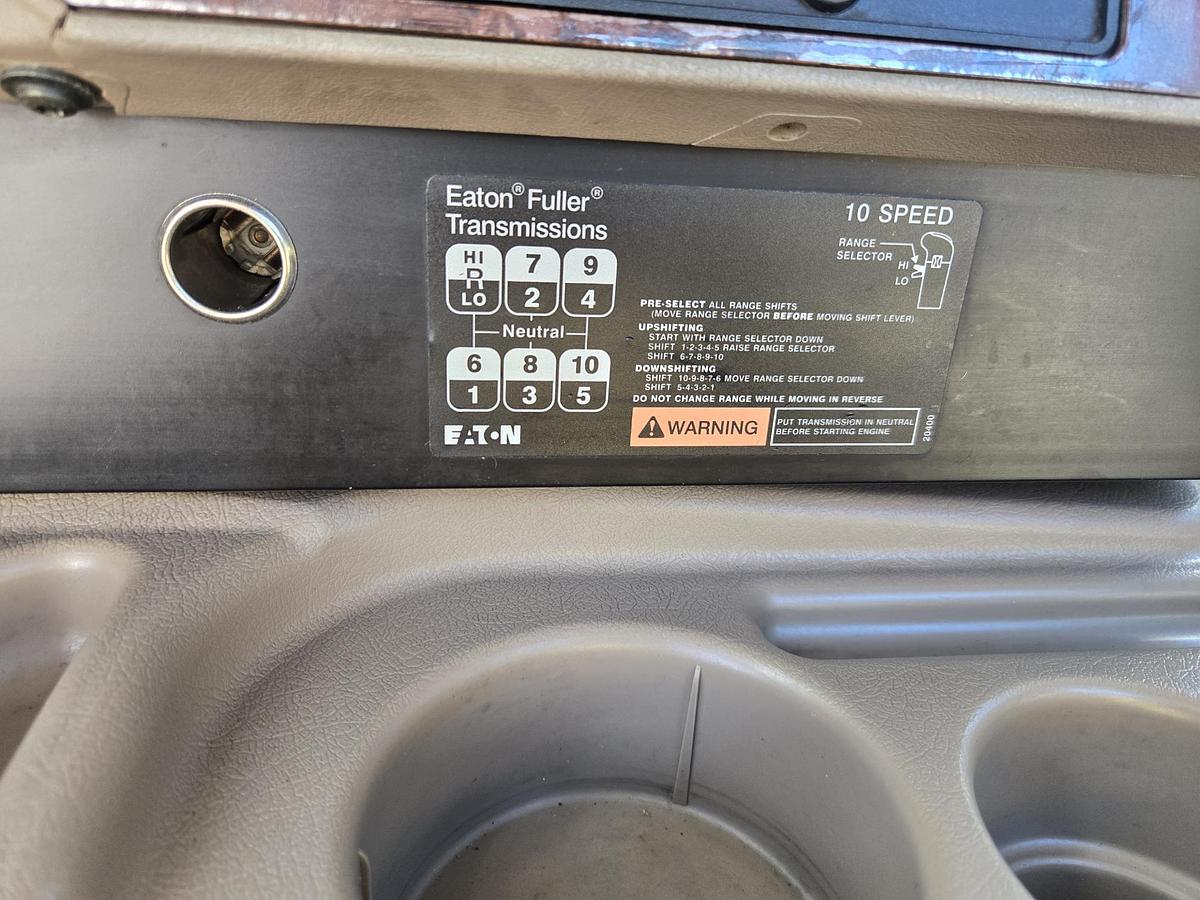 Eaton® Fuller®
Transmissions
10 SPEED
RANGE
SELECTOR
HI
LO
HI
R
LO
7
2
9
4
Neutral
6
1
8
3
10
5
PRE-SELECT ALL RANGE SHIFTS
(MOVE RANGE SELECTOR BEFORE MOVING SHIFT LEVER)
UPSHIFTING
START WITH RANGE SELECTOR DOWN
SHIFT 1-2-3-4-5 RAISE RANGE SELECTOR
SHIFT 6-7-8-9-10
DOWNSHIFTING
SHIFT 10-9-8-7-6 MOVE RANGE SELECTOR DOWN
SHIFT 5-4-3-2-1
DO NOT CHANGE RANGE WHILE MOVING IN REVERSE
EATON
WARNING
PUT TRANSMISSION IN NEUTRAL
BEFORE STARTING ENGINE
20400